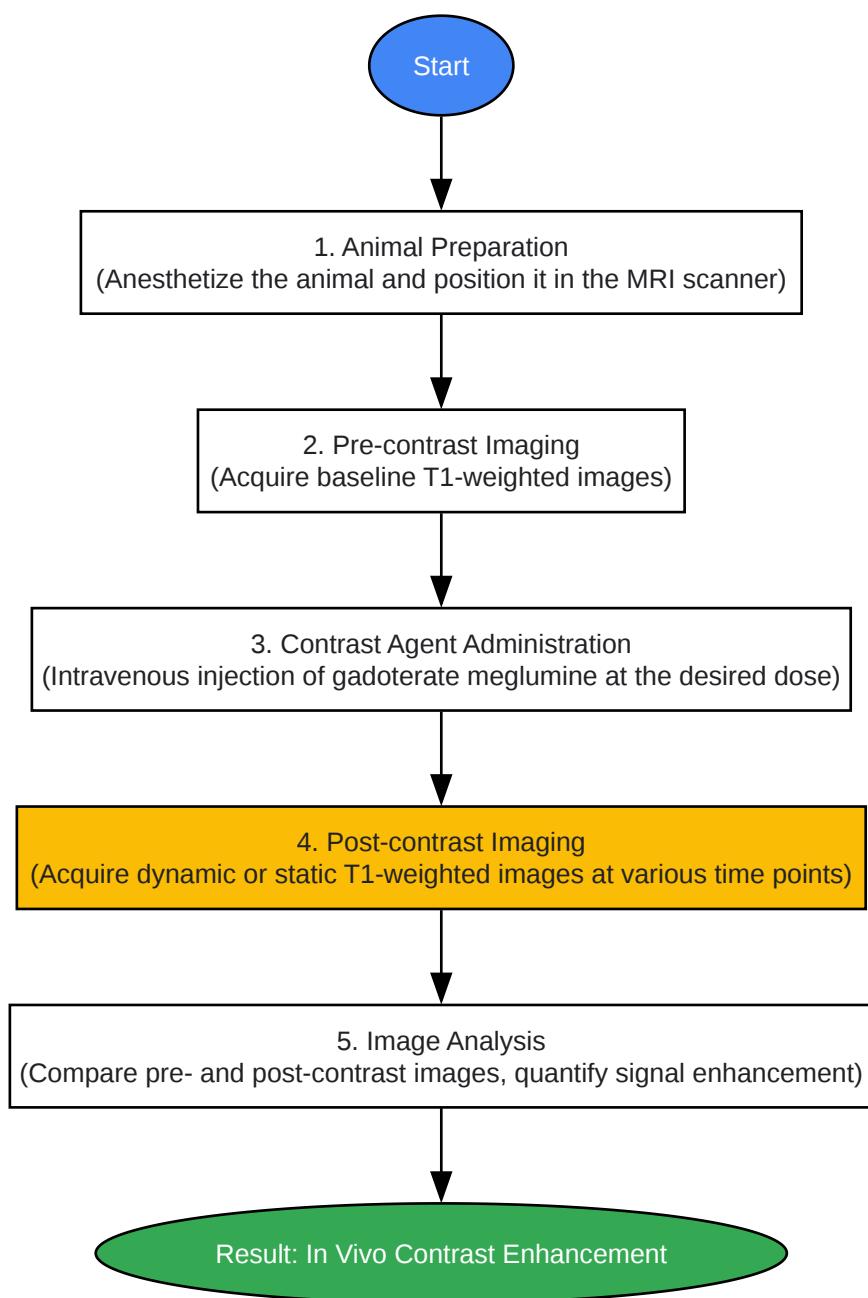 Start
1. Animal Preparation
(Anesthetize the animal and position it in the MRI scanner)
2. Pre-contrast Imaging
(Acquire baseline T1-weighted images)
3. Contrast Agent Administration
(Intravenous injection of gadoterate meglumine at the desired dose)
4. Post-contrast Imaging
(Acquire dynamic or static T1-weighted images at various time points)
5. Image Analysis
(Compare pre- and post-contrast images, quantify signal enhancement)
Result: In Vivo Contrast Enhancement